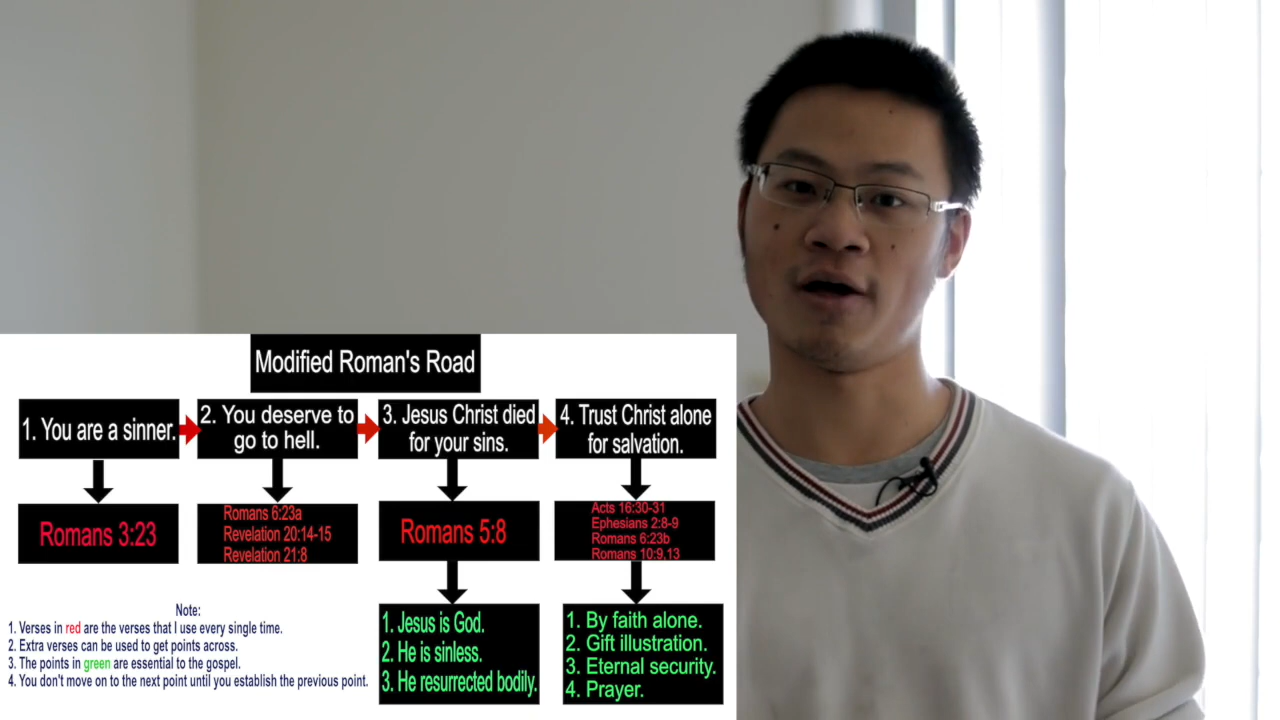 Modified Roman's Road
1. You are a sinner.
2. You deserve to
go to hell.
3. Jesus Christ died
for your sins.
4. Trust Christ alone
for salvation.
Romans 3:23
Romans 6:23a
Revelation 20:14-15
Revelation 21:8
Romans 5:8
Acts 16:30-31
Ephesians 2:8-9
Romans 6:23b
Romans 10:9,13
1. Jesus is God.
2. He is sinless.
3. He resurrected bodily.
1. By faith alone.
2. Gift illustration.
3. Eternal security.
4. Prayer.
Note:
1. Verses in red are the verses that I use every single time.
2. Extra verses can be used to get points across.
3. The points in green are essential to the gospel.
4. You don't move on to the next point until you establish the previous point.